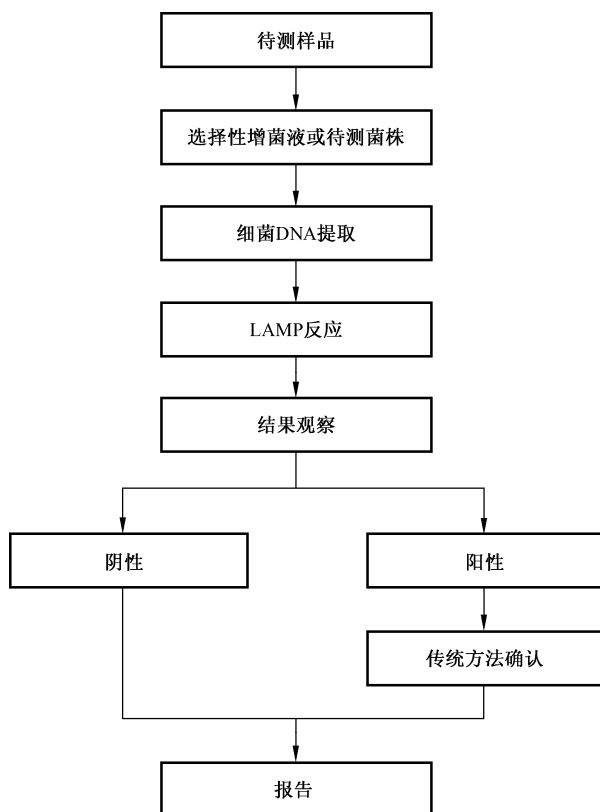 待测样品
选择性增菌液或待测菌株
细菌DNA提取
LAMP反应
结果观察
阴性
阳性
传统方法确认
报告